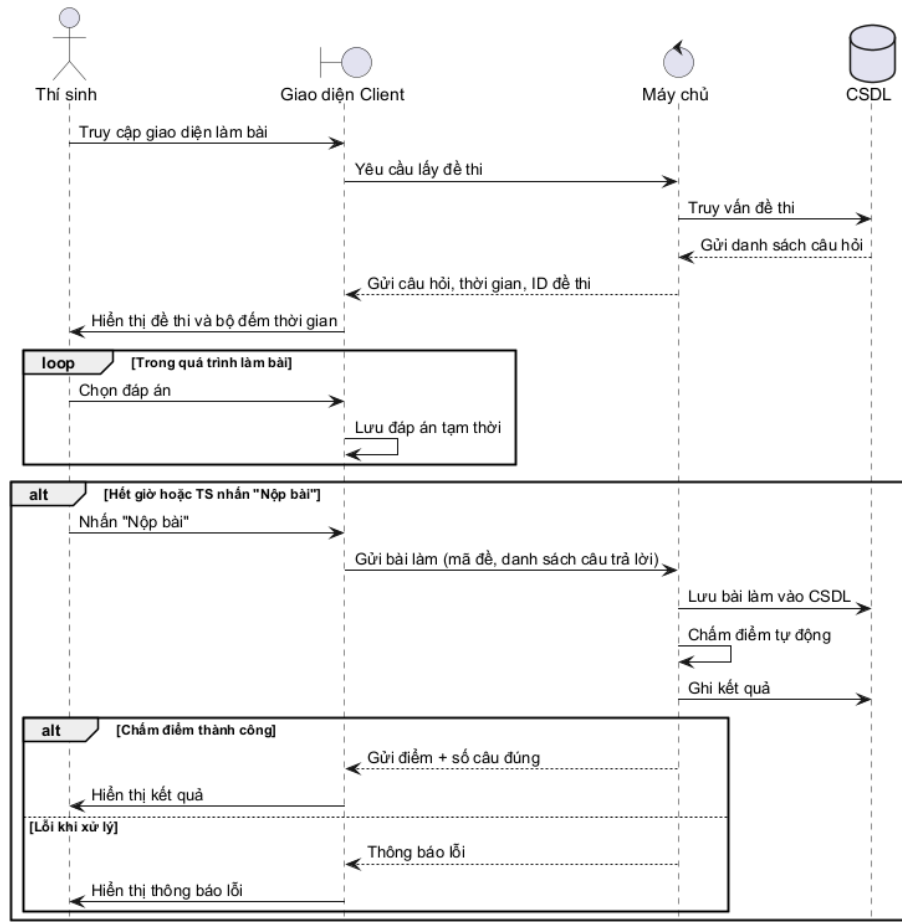 Thí sinh
Giao diện Client
Máy chủ
CSDL
Truy cập giao diện làm bài
Yêu cầu lấy đề thi
Truy vấn đề thi
Gửi danh sách câu hỏi
Gửi câu hỏi, thời gian, ID đề thi
Hiển thị đề thi và bộ đếm thời gian
loop [Trong quá trình làm bài]
Chọn đáp án
Lưu đáp án tạm thời
alt [Hết giờ hoặc TS nhấn "Nộp bài"]
Nhấn "Nộp bài"
Gửi bài làm (mã đề, danh sách câu trả lời)
Lưu bài làm vào CSDL
Chấm điểm tự động
Ghi kết quả
alt [Chấm điểm thành công]
Gửi điểm + số câu đúng
Hiển thị kết quả
[Lỗi khi xử lý]
Thông báo lỗi
Hiển thị thông báo lỗi